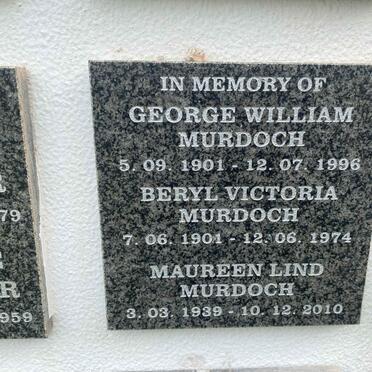 IN MEMORY OF
GEORGE WILLIAM
MURDOCH
5. 09. 1901 - 12. 07. 1996
BERYL VICTORIA
MURDOCH
7. 06. 1901 - 12. 06. 1974
MAUREEN LIND
MURDOCH
3. 03. 1939 - 10. 12. 2010